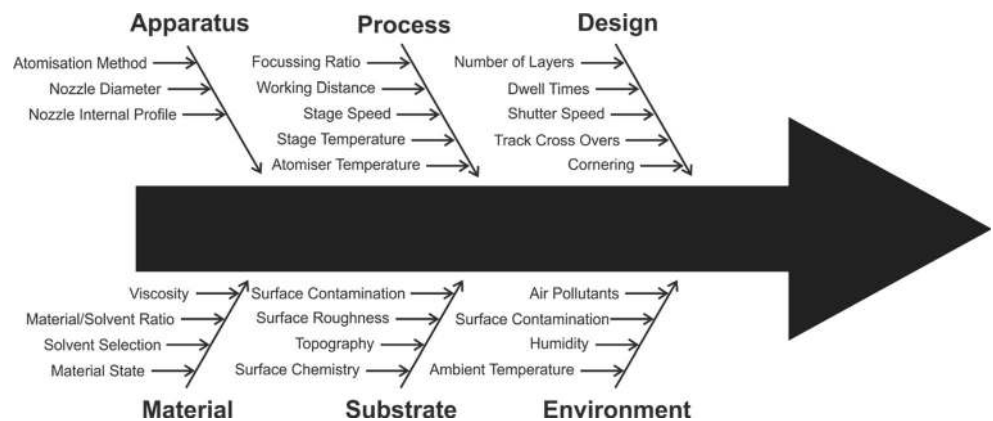 Apparatus
Atomisation Method
Nozzle Diameter
Nozzle Internal Profile
Process
Focussing Ratio
Working Distance
Stage Speed
Stage Temperature
Atomiser Temperature
Design
Number of Layers
Dwell Times
Shutter Speed
Track Cross Overs
Cornering
Viscosity
Material/Solvent Ratio
Solvent Selection
Material State
Material
Surface Contamination
Surface Roughness
Topography
Surface Chemistry
Substrate
Air Pollutants
Surface Contamination
Humidity
Ambient Temperature
Environment